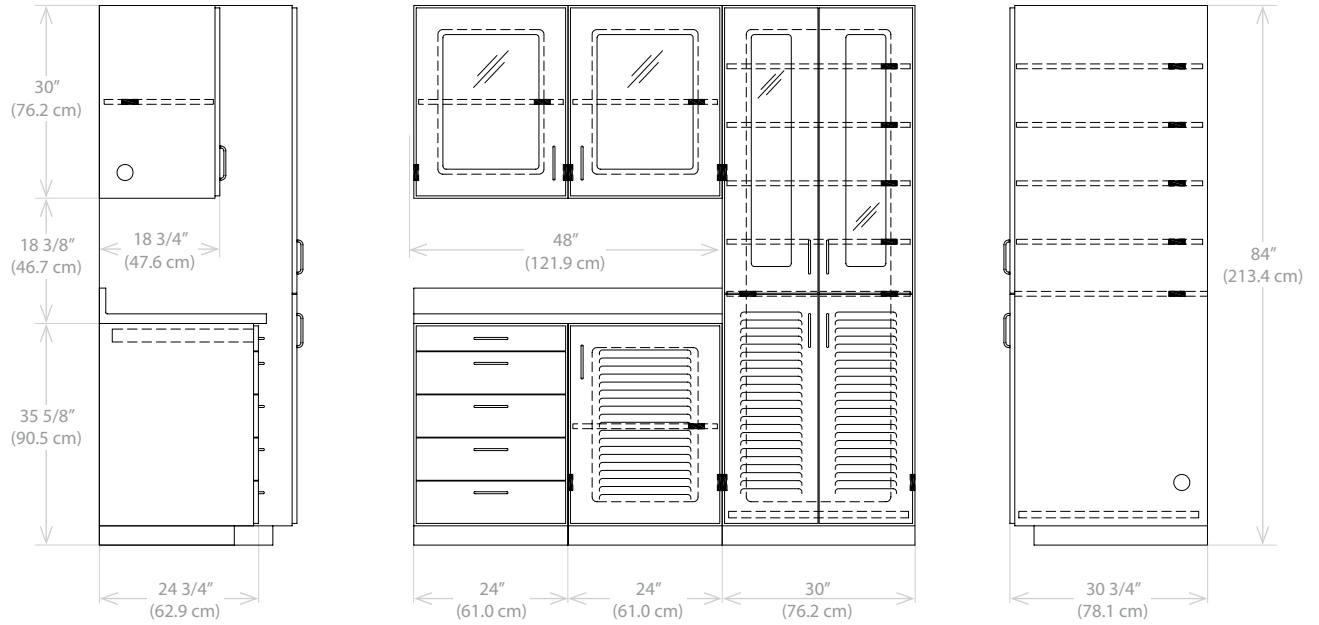 30”
(76.2 cm)
18 3/8”
(46.7 cm)
18 3/4”
(47.6 cm)
35 5/8”
(90.5 cm)
24 3/4”
(62.9 cm)
48”
(121.9 cm)
24”
(61.0 cm)
24”
(61.0 cm)
30”
(76.2 cm)
84”
(213.4 cm)
30 3/4”
(78.1 cm)